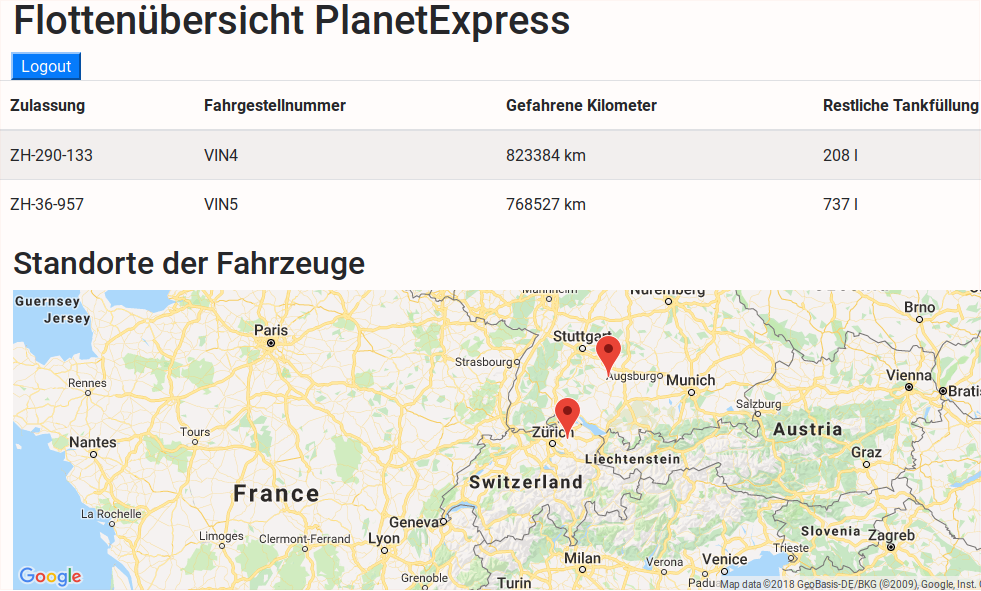 Flottenübersicht PlanetExpress
Logout
Zulassung Fahrgestellnummer Gefahrene Kilometer Restliche Tankfüllung
ZH-290-133 VIN4 823384 km 208 l
ZH-36-957 VIN5 768527 km 737 l
Standorte der Fahrzeuge
Guernsey
Jersey
Mannheim
Nuremberg
Brno
Paris
Stuttgart
Strasbourg
Augsburg
Munich
Vienna
Rennes
Salzburg
Nantes
Tours
Zürich
Austria
Liechtenstein
Graz
Switzerland
France
La Rochelle
Geneva
Limoges
Clermont-Ferrand
Lyon
Slovenia
Zagreb
Trieste
Milan
Verona
Venice
Google
Grenoble
Turin
Padu
Map data ©2018 GeoBasis-DE/BKG (©2009), Google, Inst.